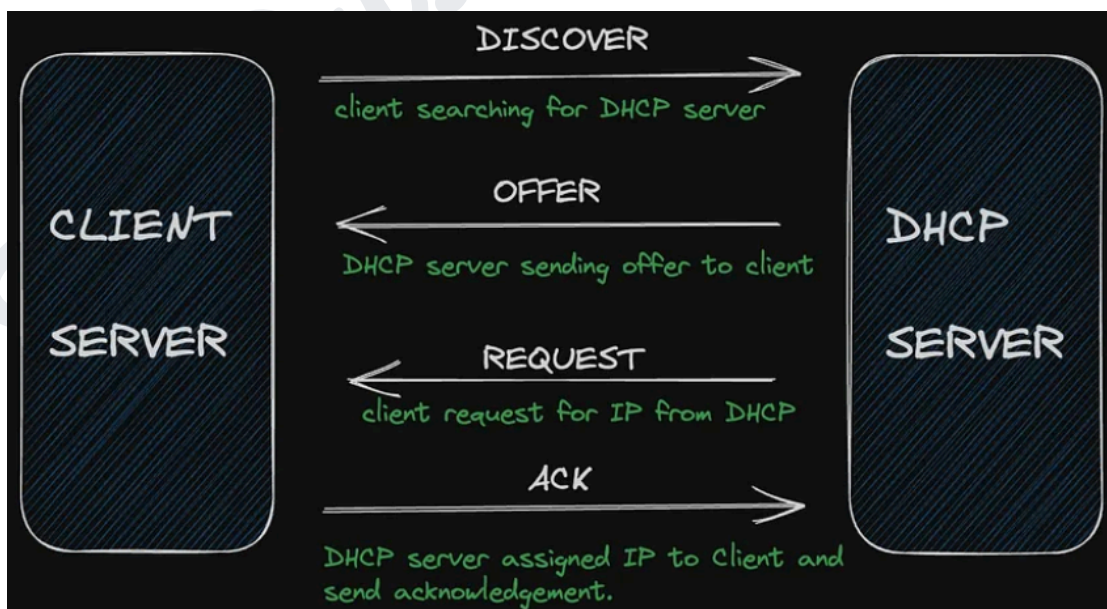 DISCOVER
client searching for DHCP server
OFFER
CLIENT
DHCP
DHCP server sending offer to client
SERVER
SERVER
REQUEST
client request for IP from DHCP
ACK
DHCP server assigned IP to Client and
send acknowledgement.